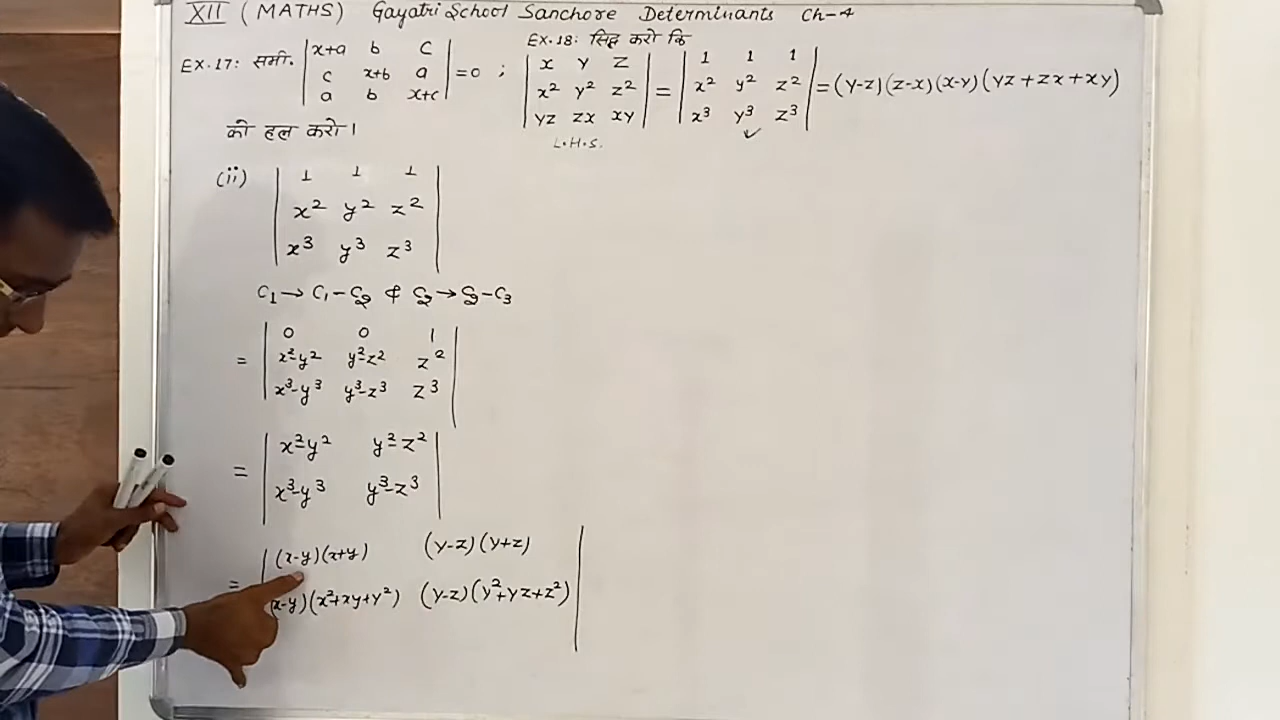 XII (MATHS) Gayatri School Sanchore Determinants Ch-4
EX.17: समी. | x+a b c | = 0 ;
| c x+b a |
| a b x+c |
को हल करो।
EX.18: सिद्ध करो कि
| x y z | = | 1 1 1 | = (y-z)(z-x)(x-y)(yz+zx+xy)
| x² y² z² | | x² y² z² |
| yz zx xy | | x³ y³ z³ |
L.H.S. ✓
(ii) | 1 1 1 |
| x² y² z² |
| x³ y³ z³ |
C₁→C₁-C₂ & C₂→C₂-C₃
= | 0 0 1 |
| x²-y² y²-z² z² |
| x³-y³ y³-z³ z³ |
= | x²-y² y²-z² |
| x³-y³ y³-z³ |
= | (x-y)(x+y) (y-z)(y+z) |
(x-y)(x²+xy+y²) (y-z)(y²+yz+z²) |